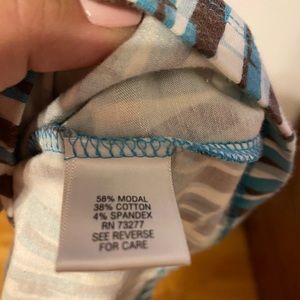 58% MODAL
38% COTTON
4% SPANDEX
RN 73277
SEE REVERSE
FOR CARE